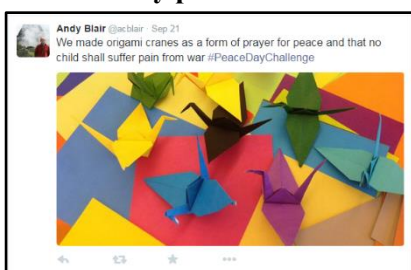 Andy Blair @acblair · Sep 21
We made origami cranes as a form of prayer for peace and that no
child shall suffer pain from war #PeaceDayChallenge